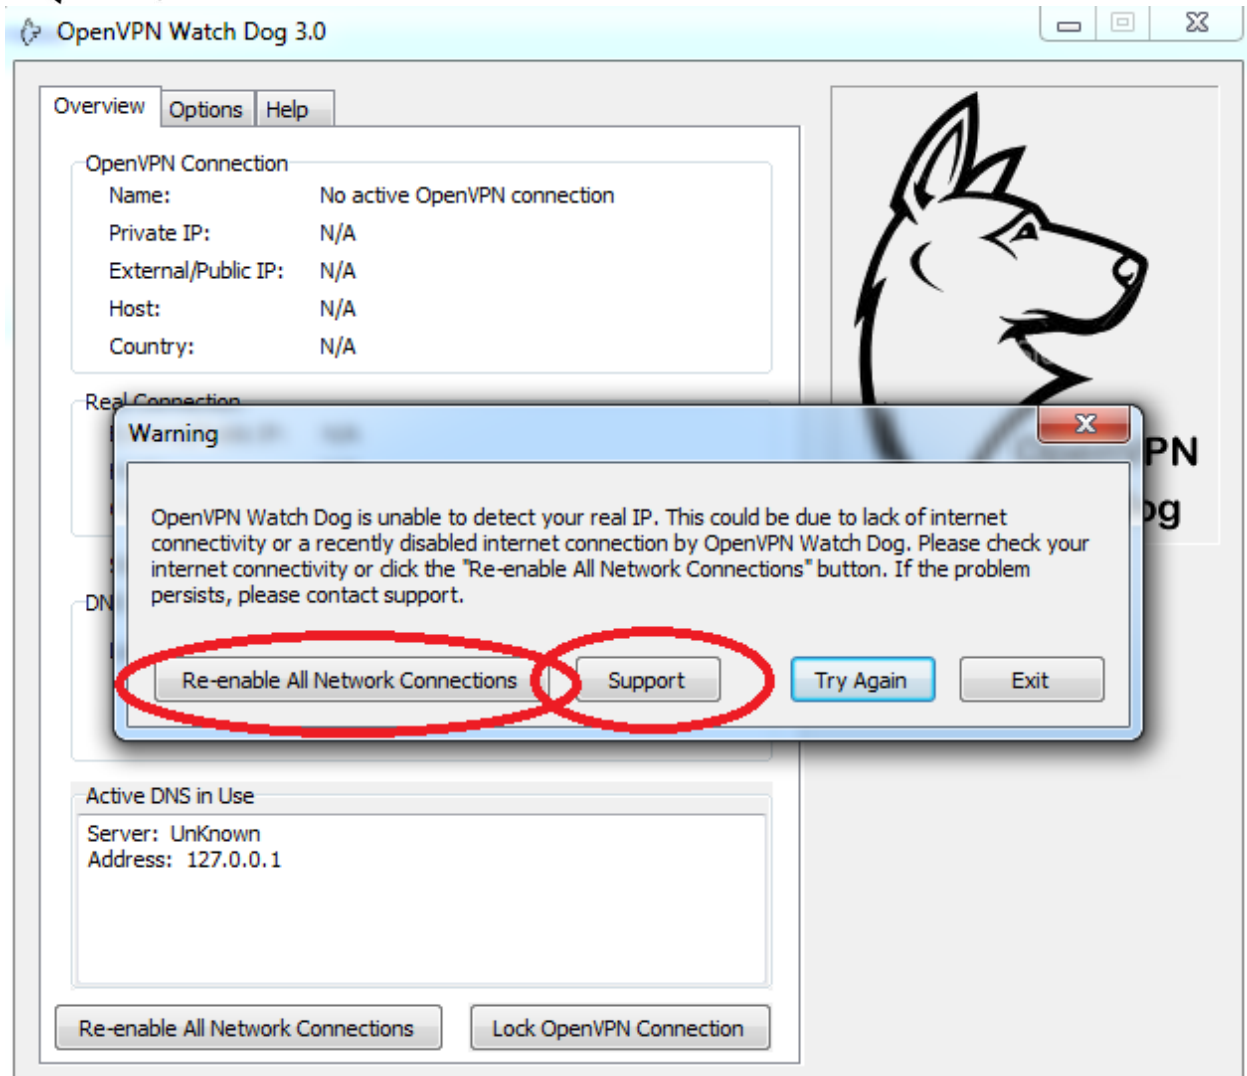 OpenVPN Watch Dog 3.0
Overview Options Help
OpenVPN Connection
Name: No active OpenVPN connection
Private IP: N/A
External/Public IP: N/A
Host: N/A
Country: N/A
Real Connection
Warning
PN
og
OpenVPN Watch Dog is unable to detect your real IP. This could be due to lack of internet
connectivity or a recently disabled internet connection by OpenVPN Watch Dog. Please check your
internet connectivity or click the "Re-enable All Network Connections" button. If the problem
persists, please contact support.
DN
Re-enable All Network Connections Support Try Again Exit
Active DNS in Use
Server: UnKnown
Address: 127.0.0.1
Re-enable All Network Connections Lock OpenVPN Connection